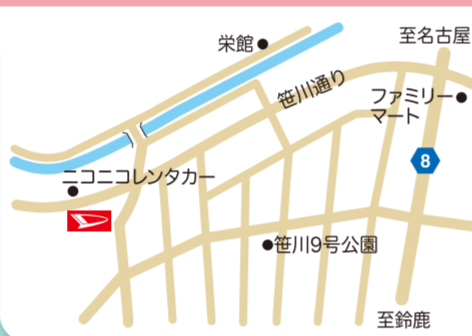 栄館
至名古屋
笹川通り
ファミリー
マート
8
ニコニコレンタカー
笹川9号公園
至鈴鹿